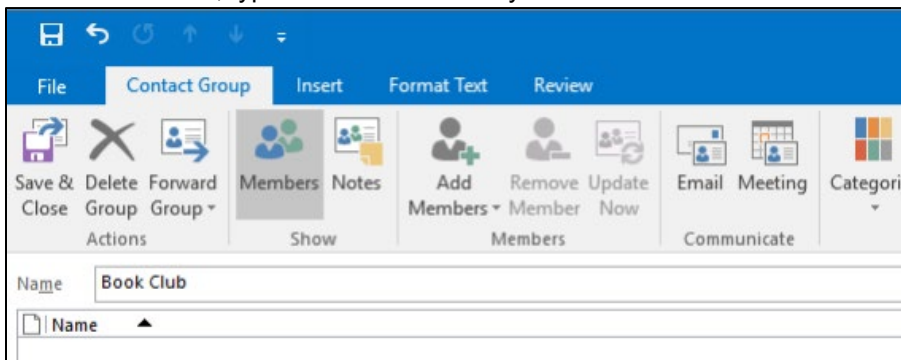 File Contact Group Insert Format Text Review
Save & Delete Forward Members Notes Add Remove Update Email Meeting Categori
Close Group Group Members Member Now
Actions Show Members Communicate
Name Book Club
Name